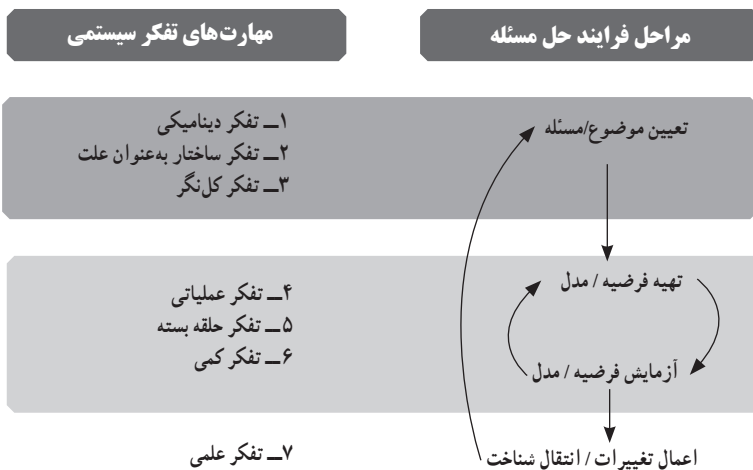 مراحل فرایند حل مسئله
مهارت‌های تفکر سیستمی
تعیین موضوع/مسئله
۱ــ تفکر دینامیکی
۲ــ تفکر ساختار به‌عنوان علت
۳ــ تفکر کل‌نگر
تهیه فرضیه / مدل
۴ــ تفکر عملیاتی
۵ــ تفکر حلقه بسته
۶ــ تفکر کمی
آزمایش فرضیه / مدل
اعمال تغییرات / انتقال شناخت
۷ــ تفکر علمی